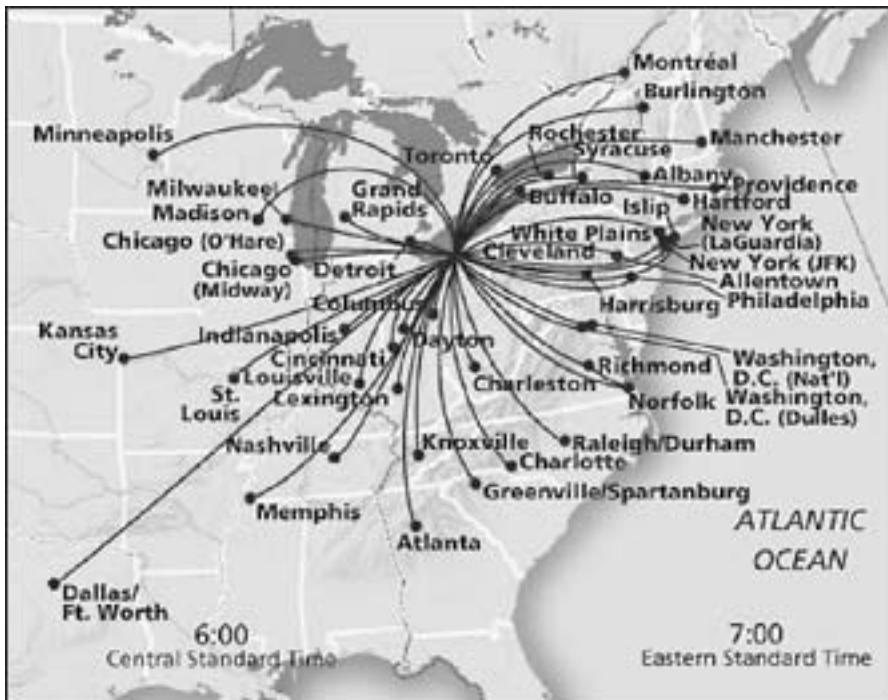 Montréal
Burlington
Minneapolis
Rochester
Manchester
Syracuse
Toronto
Albany
Milwaukee
Grand
Rapids
Buffalo
Providence
Hartford
Madison
Islip
Chicago (O'Hare)
White Plains
New York
(LaGuardia)
Cleveland
New York (JFK)
Chicago
(Midway)
Detroit
Allentown
Columbus
Harrisburg
Philadelphia
Kansas
City
Indianapolis
Dayton
Cincinnati
Richmond
Washington,
D.C. (Nat'l)
Louisville
Charleston
St.
Louis
Lexington
Norfolk
Washington,
D.C. (Dulles)
Nashville
Knoxville
Raleigh/Durham
Charlotte
Memphis
Greenville/Spartanburg
Atlanta
ATLANTIC
OCEAN
Dallas/
Ft. Worth
6:00
Central Standard Time
7:00
Eastern Standard Time